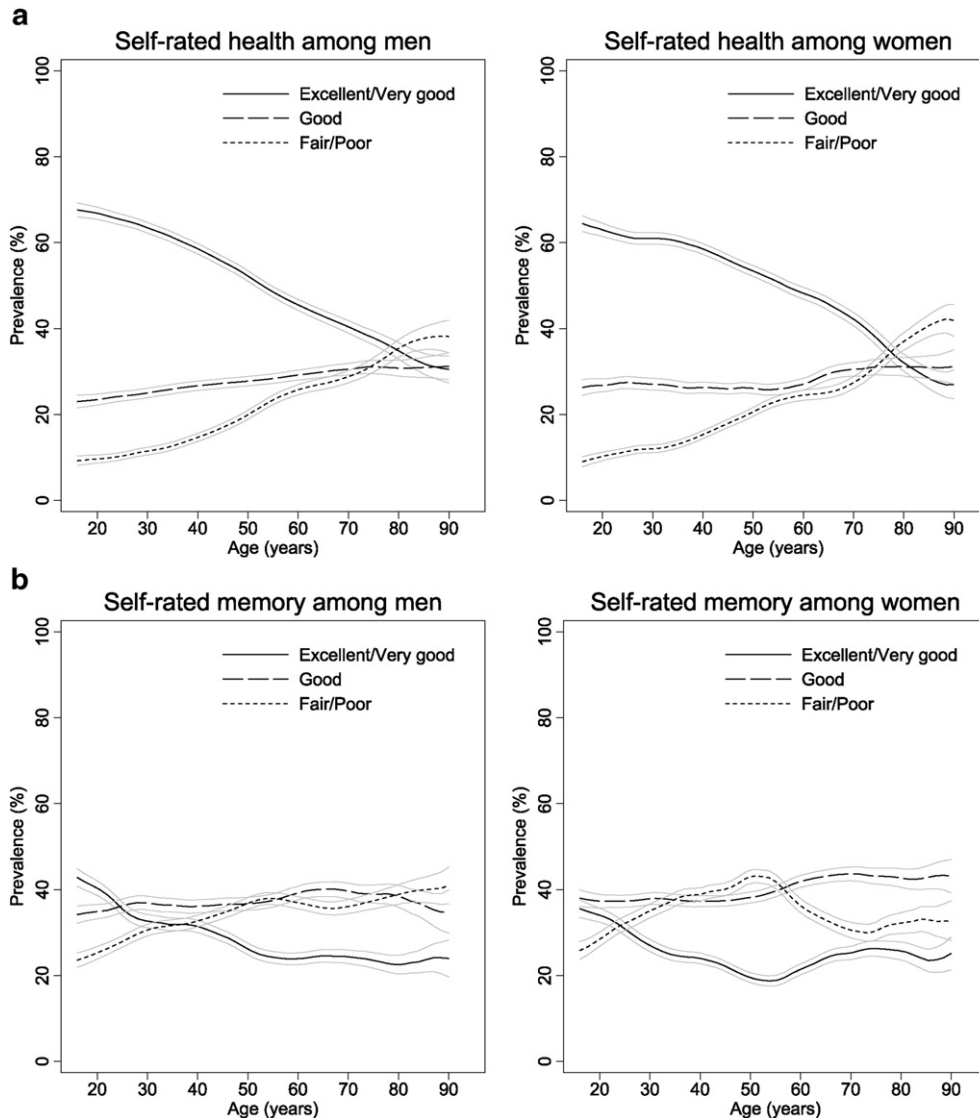 a
Self-rated health among men
Excellent/Very good
Good
Fair/Poor
Prevalence (%)
100
80
60
40
20
0
20 30 40 50 60 70 80 90
Age (years)
Self-rated health among women
Excellent/Very good
Good
Fair/Poor
Prevalence (%)
100
80
60
40
20
0
20 30 40 50 60 70 80 90
Age (years)
b
Self-rated memory among men
Excellent/Very good
Good
Fair/Poor
Prevalence (%)
100
80
60
40
20
0
20 30 40 50 60 70 80 90
Age (years)
Self-rated memory among women
Excellent/Very good
Good
Fair/Poor
Prevalence (%)
100
80
60
40
20
0
20 30 40 50 60 70 80 90
Age (years)